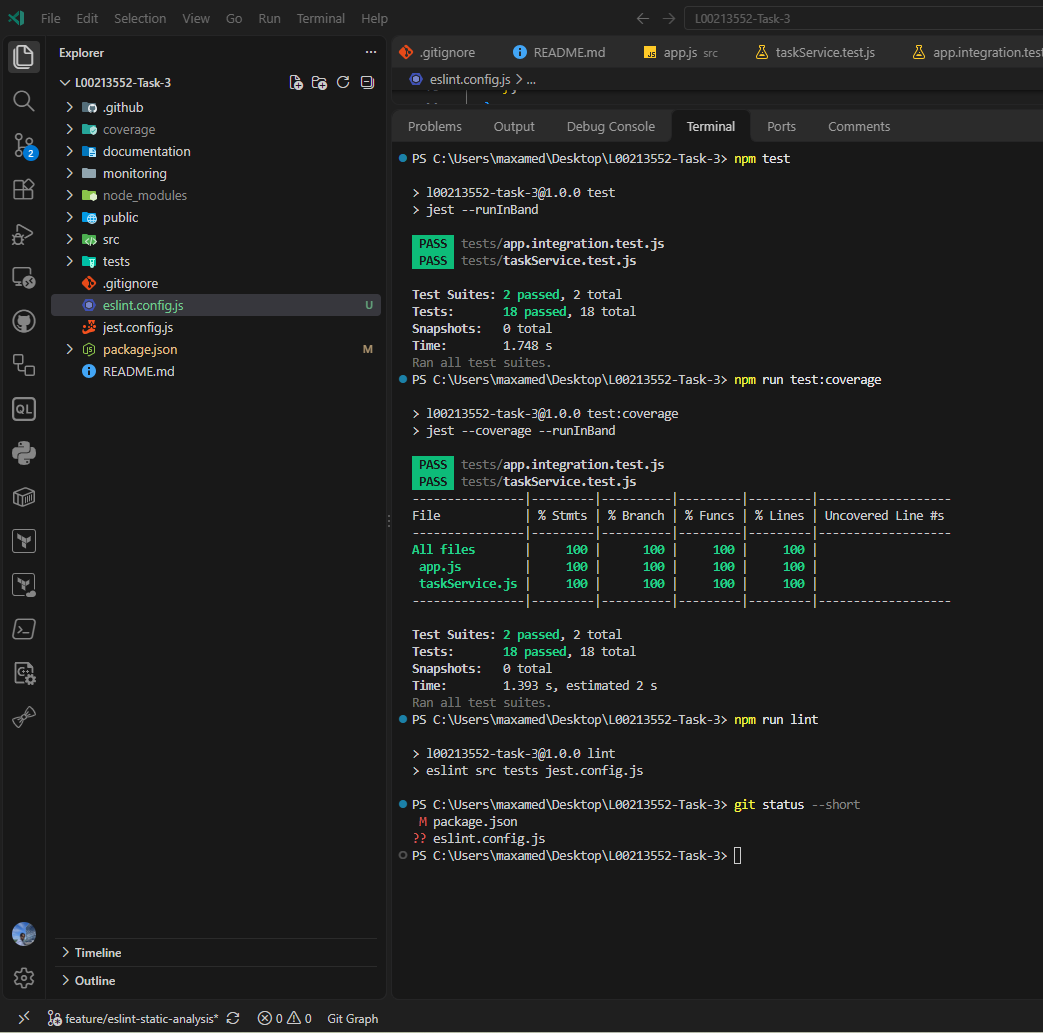 File Edit Selection View Go Run Terminal Help
L00213552-Task-3
Explorer
L00213552-Task-3
.github
coverage
documentation
monitoring
node_modules
public
src
tests
.gitignore
eslint.config.js U
jest.config.js
package.json M
README.md
Timeline
Outline
2
QL
.gitignore README.md app.js src taskService.test.js app.integration.test
eslint.config.js > ...
Problems Output Debug Console Terminal Ports Comments
PS C:\Users\maxamed\Desktop\L00213552-Task-3> npm test
> l00213552-task-3@1.0.0 test
> jest --runInBand
PASS tests/app.integration.test.js
PASS tests/taskService.test.js
Test Suites: 2 passed, 2 total
Tests: 18 passed, 18 total
Snapshots: 0 total
Time: 1.748 s
Ran all test suites.
PS C:\Users\maxamed\Desktop\L00213552-Task-3> npm run test:coverage
> l00213552-task-3@1.0.0 test:coverage
> jest --coverage --runInBand
PASS tests/app.integration.test.js
PASS tests/taskService.test.js
----------------|---------|----------|---------|---------|-------------------
File | % Stmts | % Branch | % Funcs | % Lines | Uncovered Line #s
----------------|---------|----------|---------|---------|-------------------
All files | 100 | 100 | 100 | 100 |
app.js | 100 | 100 | 100 | 100 |
taskService.js | 100 | 100 | 100 | 100 |
----------------|---------|----------|---------|---------|-------------------
Test Suites: 2 passed, 2 total
Tests: 18 passed, 18 total
Snapshots: 0 total
Time: 1.393 s, estimated 2 s
Ran all test suites.
PS C:\Users\maxamed\Desktop\L00213552-Task-3> npm run lint
> l00213552-task-3@1.0.0 lint
> eslint src tests jest.config.js
PS C:\Users\maxamed\Desktop\L00213552-Task-3> git status --short
M package.json
?? eslint.config.js
PS C:\Users\maxamed\Desktop\L00213552-Task-3>
feature/eslint-static-analysis* 0 0 Git Graph